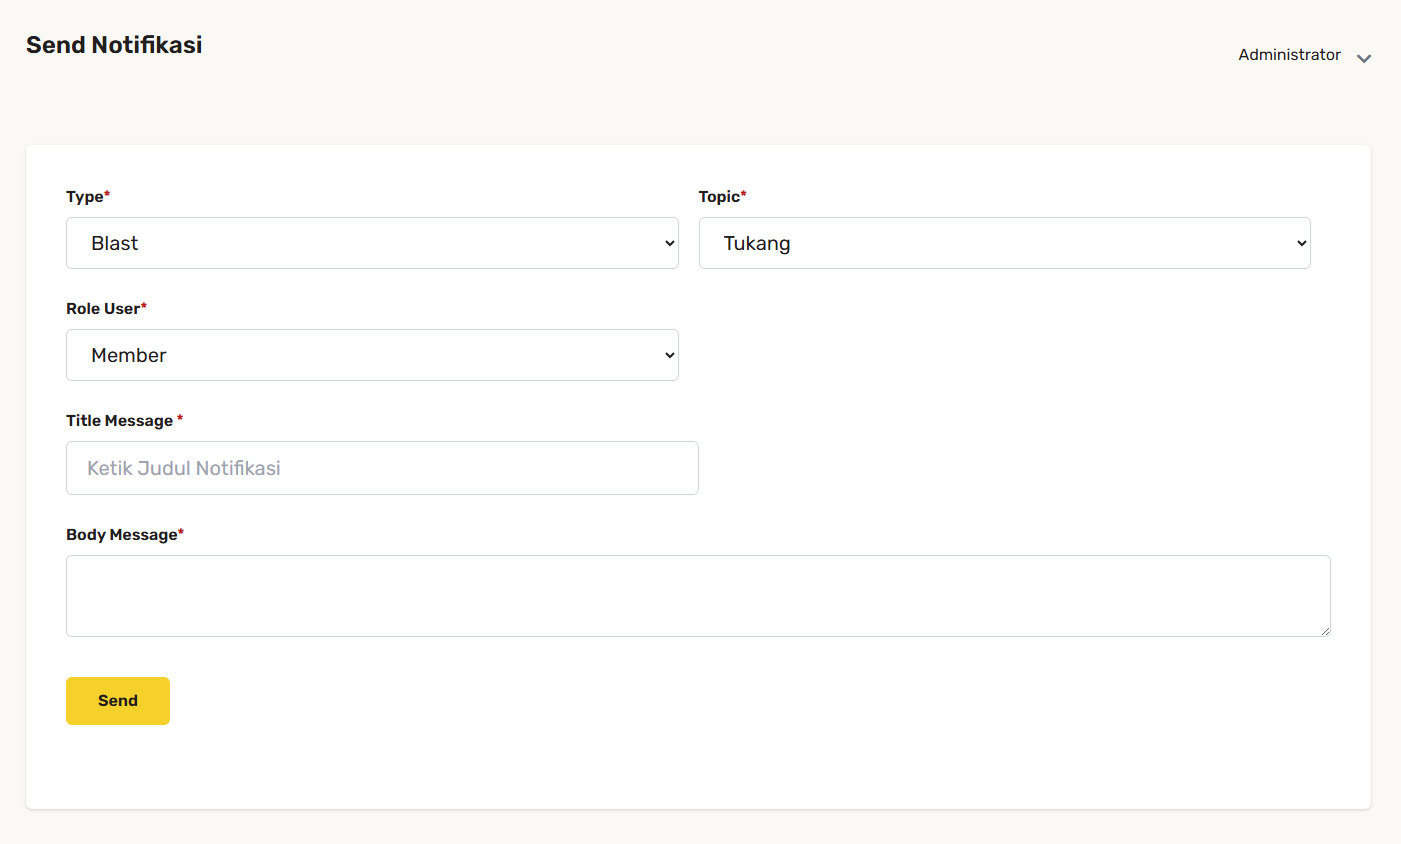 Send Notifikasi
Administrator
Type*
Topic*
Blast
Tukang
Role User*
Member
Title Message *
Ketik Judul Notifikasi
Body Message*
Send